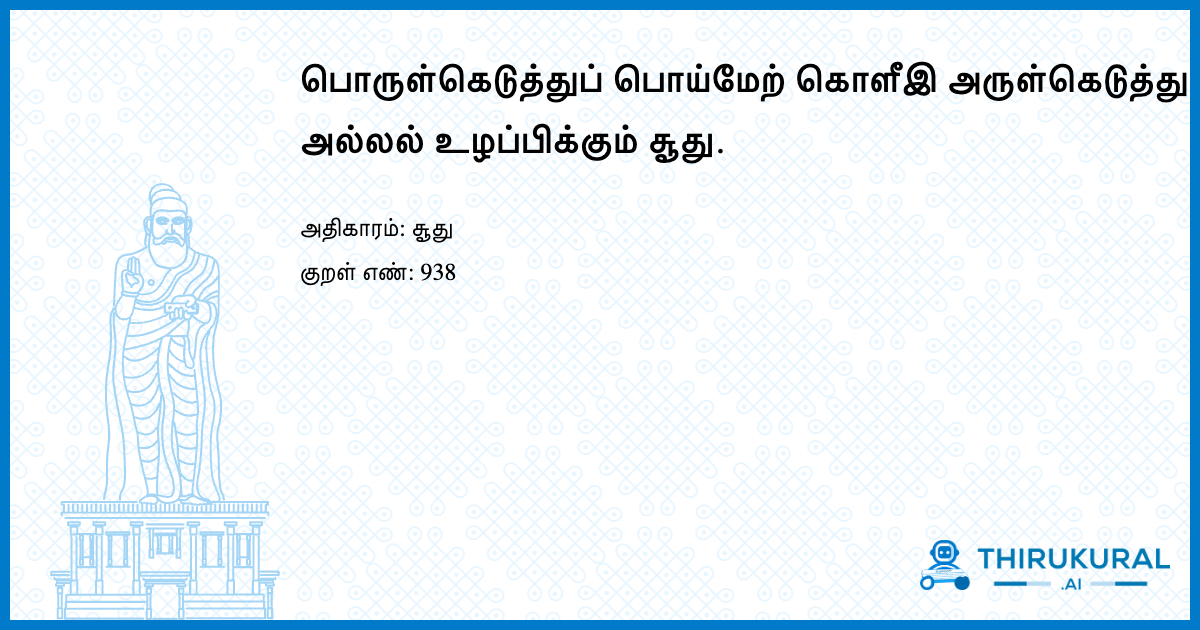 பொருள்கெடுத்துப் பொய்மேற் கொளீஇ அருள்கெடுத்து
அல்லல் உழப்பிக்கும் சூது.
அதிகாரம்: சூது
குறள் எண்: 938
THIRUKURAL
.AI